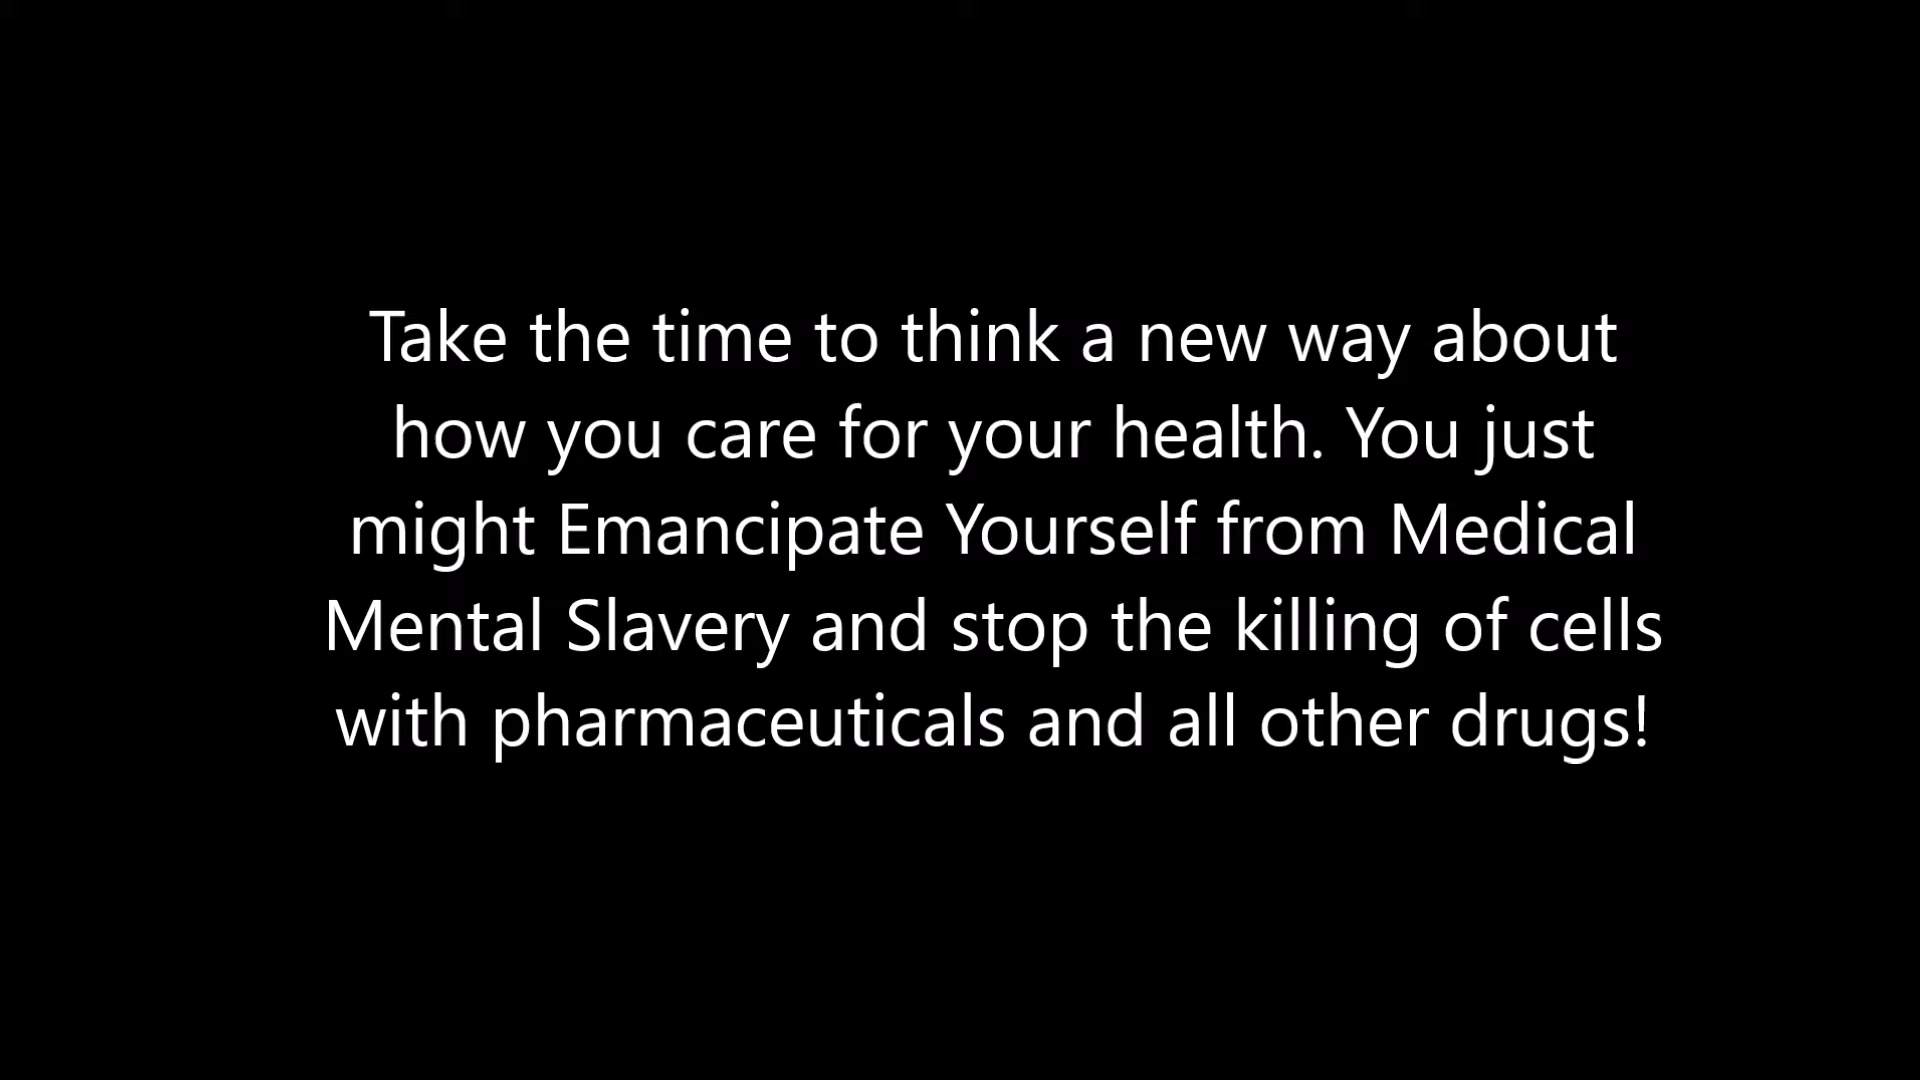 Take the time to think a new way about
how you care for your health. You just
might Emancipate Yourself from Medical
Mental Slavery and stop the killing of cells
with pharmaceuticals and all other drugs!